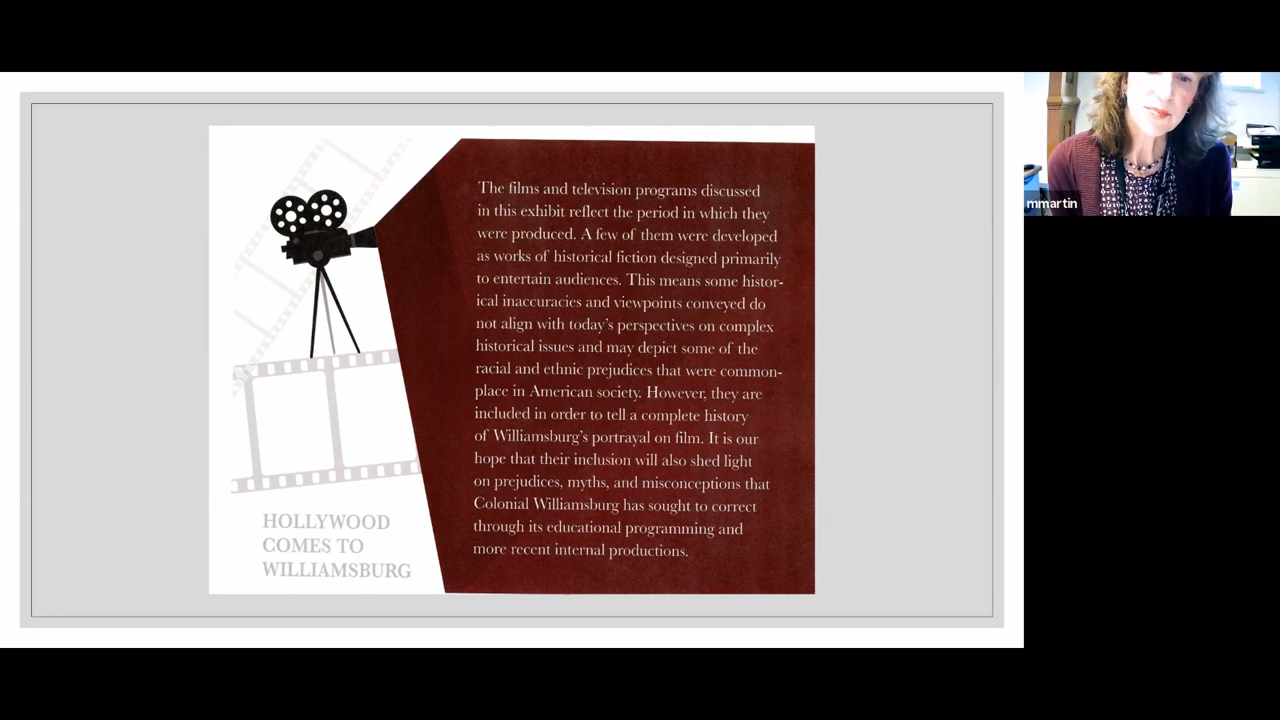 The films and television programs discussed
in this exhibit reflect the period in which they
were produced. A few of them were developed
as works of historical fiction designed primarily
to entertain audiences. This means some histor-
ical inaccuracies and viewpoints conveyed do
not align with today's perspectives on complex
historical issues and may depict some of the
racial and ethnic prejudices that were common-
place in American society. However, they are
included in order to tell a complete history
of Williamsburg's portrayal on film. It is our
hope that their inclusion will also shed light
on prejudices, myths, and misconceptions that
Colonial Williamsburg has sought to correct
through its educational programming and
more recent internal productions.
HOLLYWOOD
COMES TO
WILLIAMSBURG
mmartin